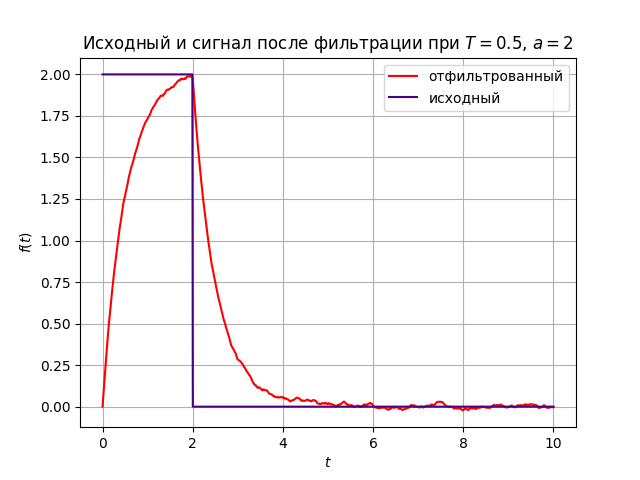 Исходный и сигнал после фильтрации при T = 0.5, a = 2
отфильтрованный
исходный
2.00
1.75
1.50
1.25
1.00
0.75
0.50
0.25
0.00
f(t)
0 2 4 6 8 10
t